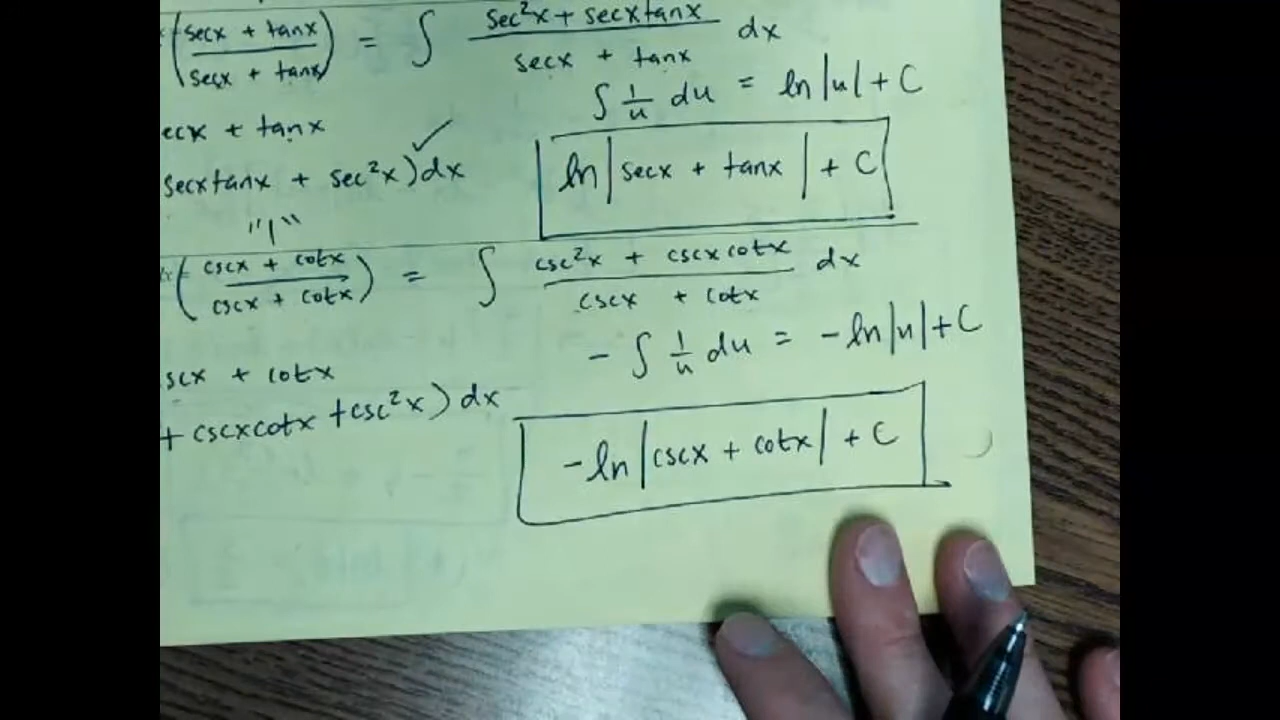 (secx + tanx / secx + tanx) = ∫ sec²x + secxtanx / secx + tanx dx
∫ 1/u du = ln|u| + C
ecx + tanx
secxtanx + sec²x) dx ✓
ln|secx + tanx| + C
"1"
(cscx + cotx / cscx + cotx) = ∫ csc²x + cscxcotx / cscx + cotx dx
- ∫ 1/u du = -ln|u| + C
scx + cotx
+ cscxcotx + csc²x) dx
-ln|cscx + cotx| + C